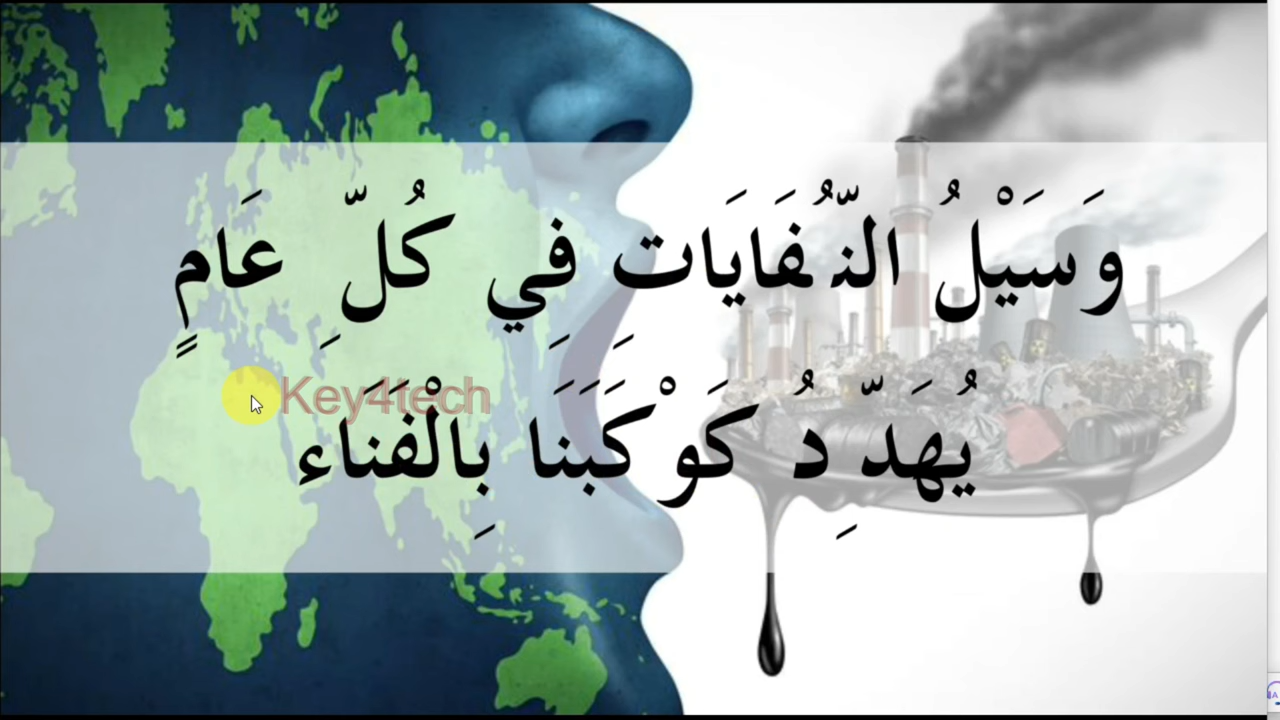 وَسَيْلُ النُّفَايَاتِ فِي كُلِّ عَامٍ
Key4tech
يُهَدِّدُ كَوْكَبَنَا بِالْفَنَاءِ